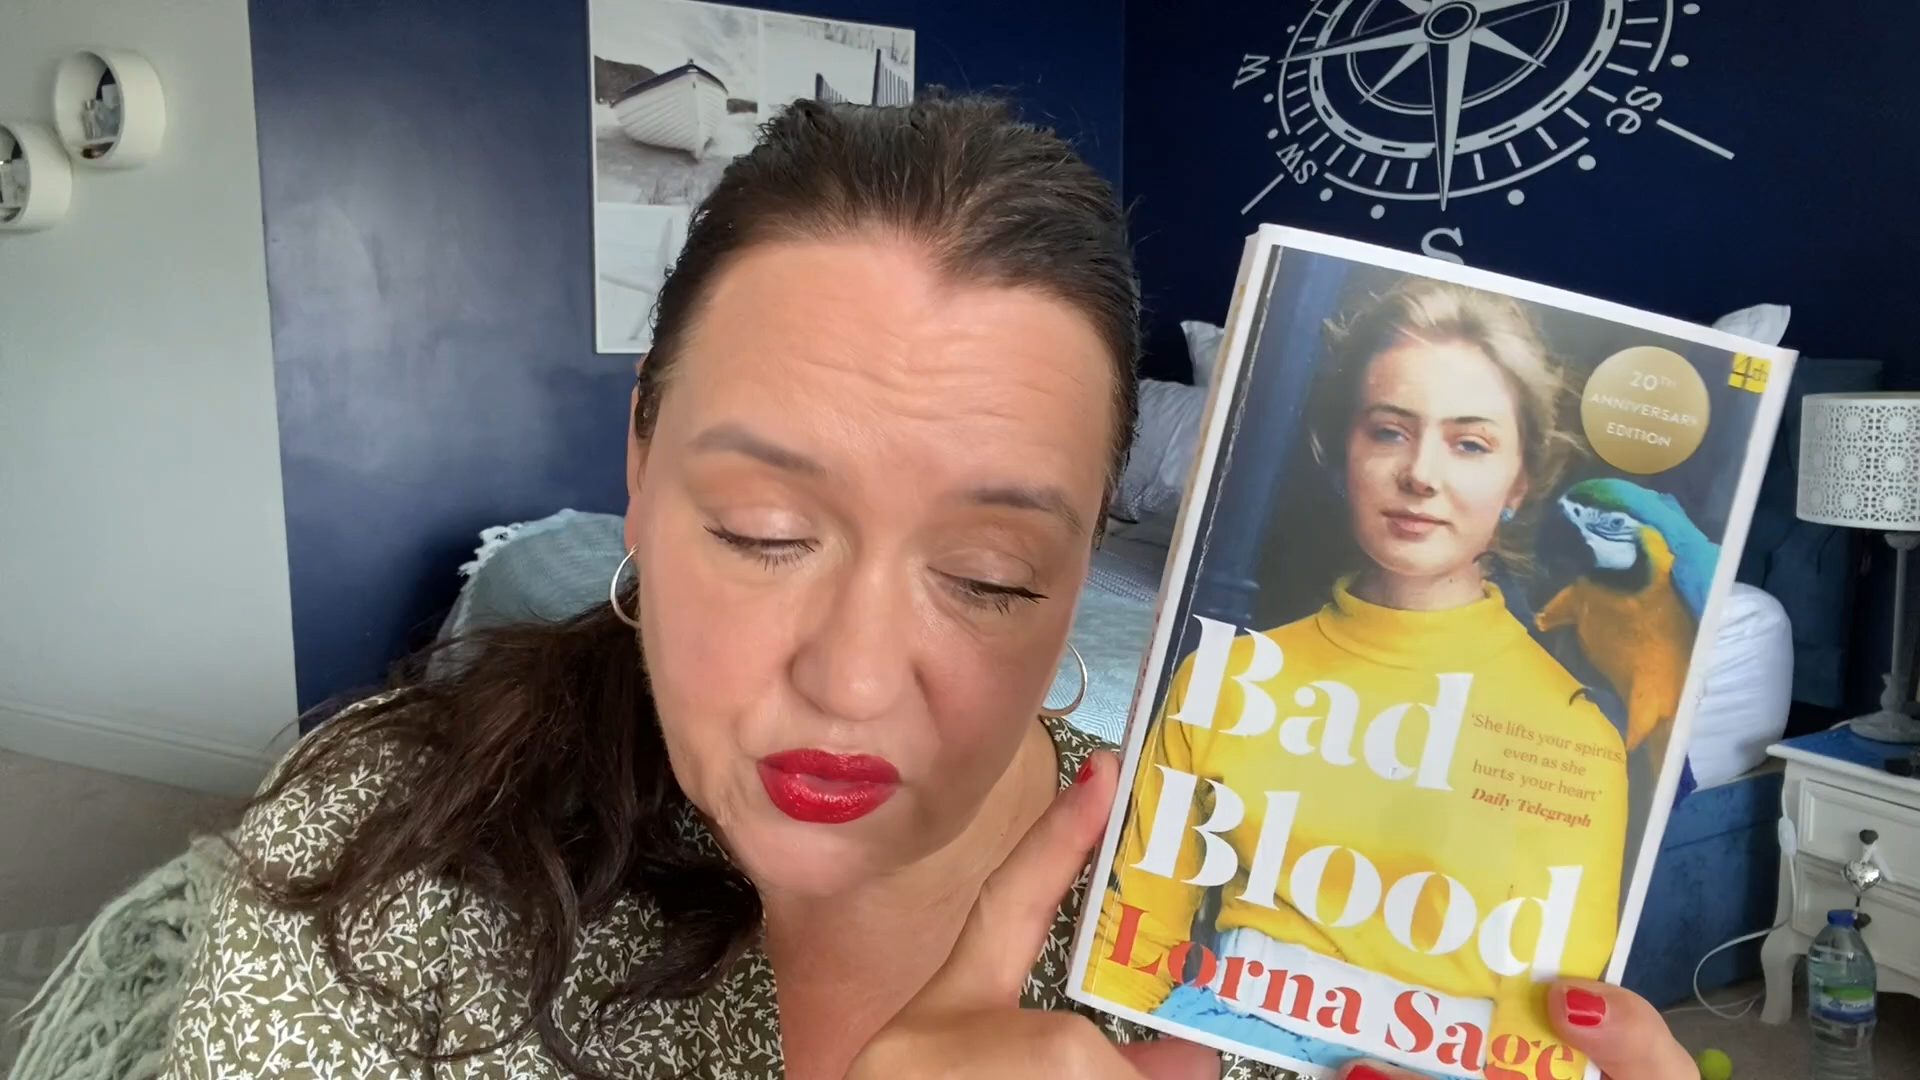 W
SW
S
Se
4th
20TH
ANNIVERSARY
EDITION
Bad
Blood
'She lifts your spirits,
even as she
hurts your heart'
Daily Telegraph
Lorna Sage